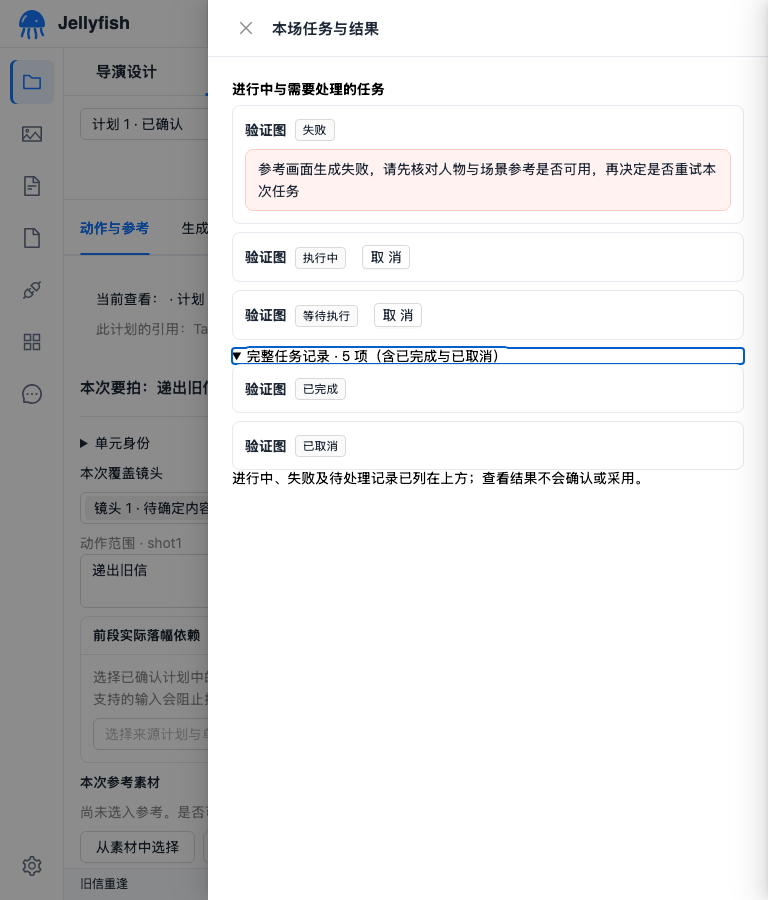 Jellyfish
本场任务与结果
导演设计
计划 1 · 已确认
动作与参考
生成
当前查看： · 计划
此计划的引用：Ta
本次要拍：递出旧信
单元身份
本次覆盖镜头
镜头 1 · 待确定内容
动作范围 · shot1
递出旧信
前段实际落幅依赖
选择已确认计划中的
支持的输入会阻止
选择来源计划与
本次参考素材
尚未选入参考。是否
从素材中选择
旧信重逢
进行中与需要处理的任务
验证图 失败
参考画面生成失败，请先核对人物与场景参考是否可用，再决定是否重试本
次任务
验证图 执行中 取 消
验证图 等待执行 取 消
完整任务记录 · 5 项（含已完成与已取消）
验证图 已完成
验证图 已取消
进行中、失败及待处理记录已列在上方；查看结果不会确认或采用。